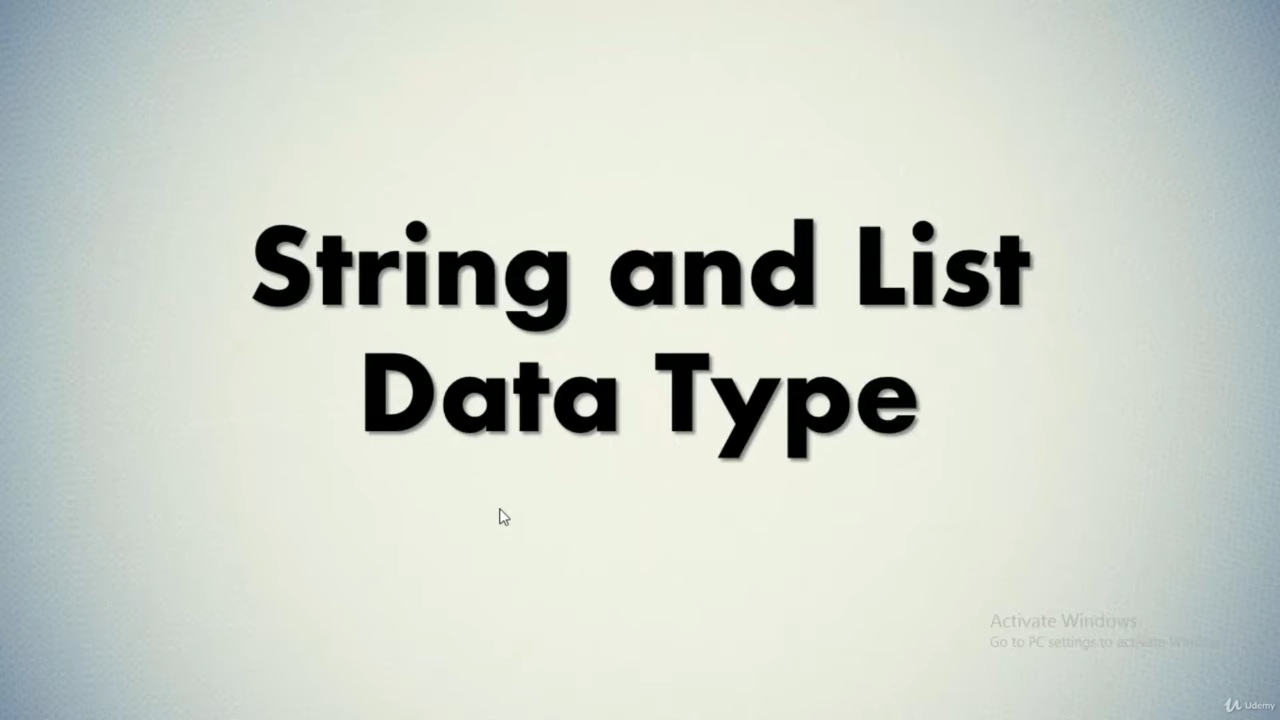 String and List
Data Type
Activate Windows
Go to PC settings to activate Windows
Udemy